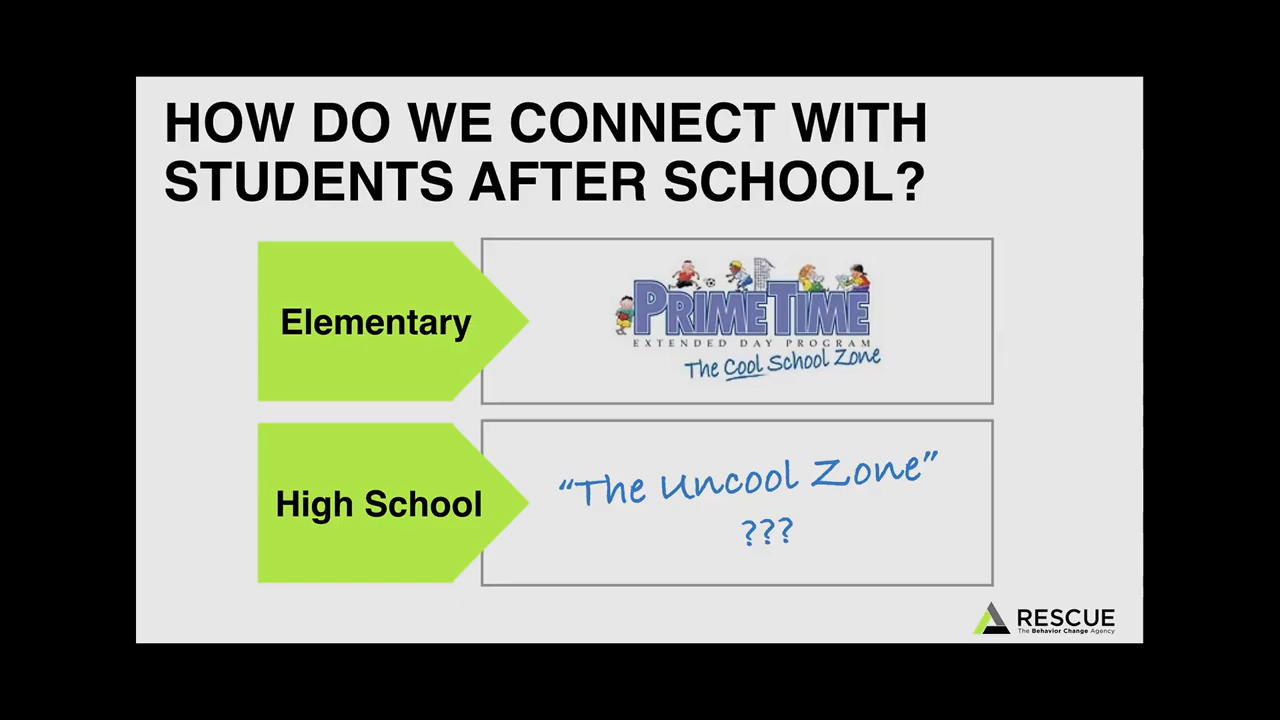 HOW DO WE CONNECT WITH
STUDENTS AFTER SCHOOL?
Elementary
PRIMETIME
EXTENDED DAY PROGRAM
The Cool School Zone
High School
“The Uncool Zone”
???
RESCUE
The Behavior Change Agency